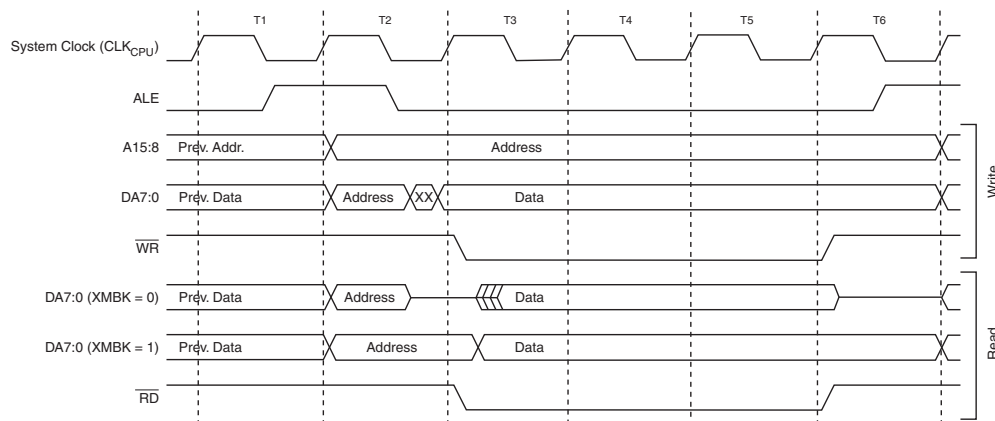 T1 T2 T3 T4 T5 T6
System Clock (CLKCPU)
ALE
A15:8 Prev. Addr. Address
DA7:0 Prev. Data Address XX Data
WR
DA7:0 (XMBK = 0) Prev. Data Address Data
DA7:0 (XMBK = 1) Prev. Data Address Data
RD
Write
Read